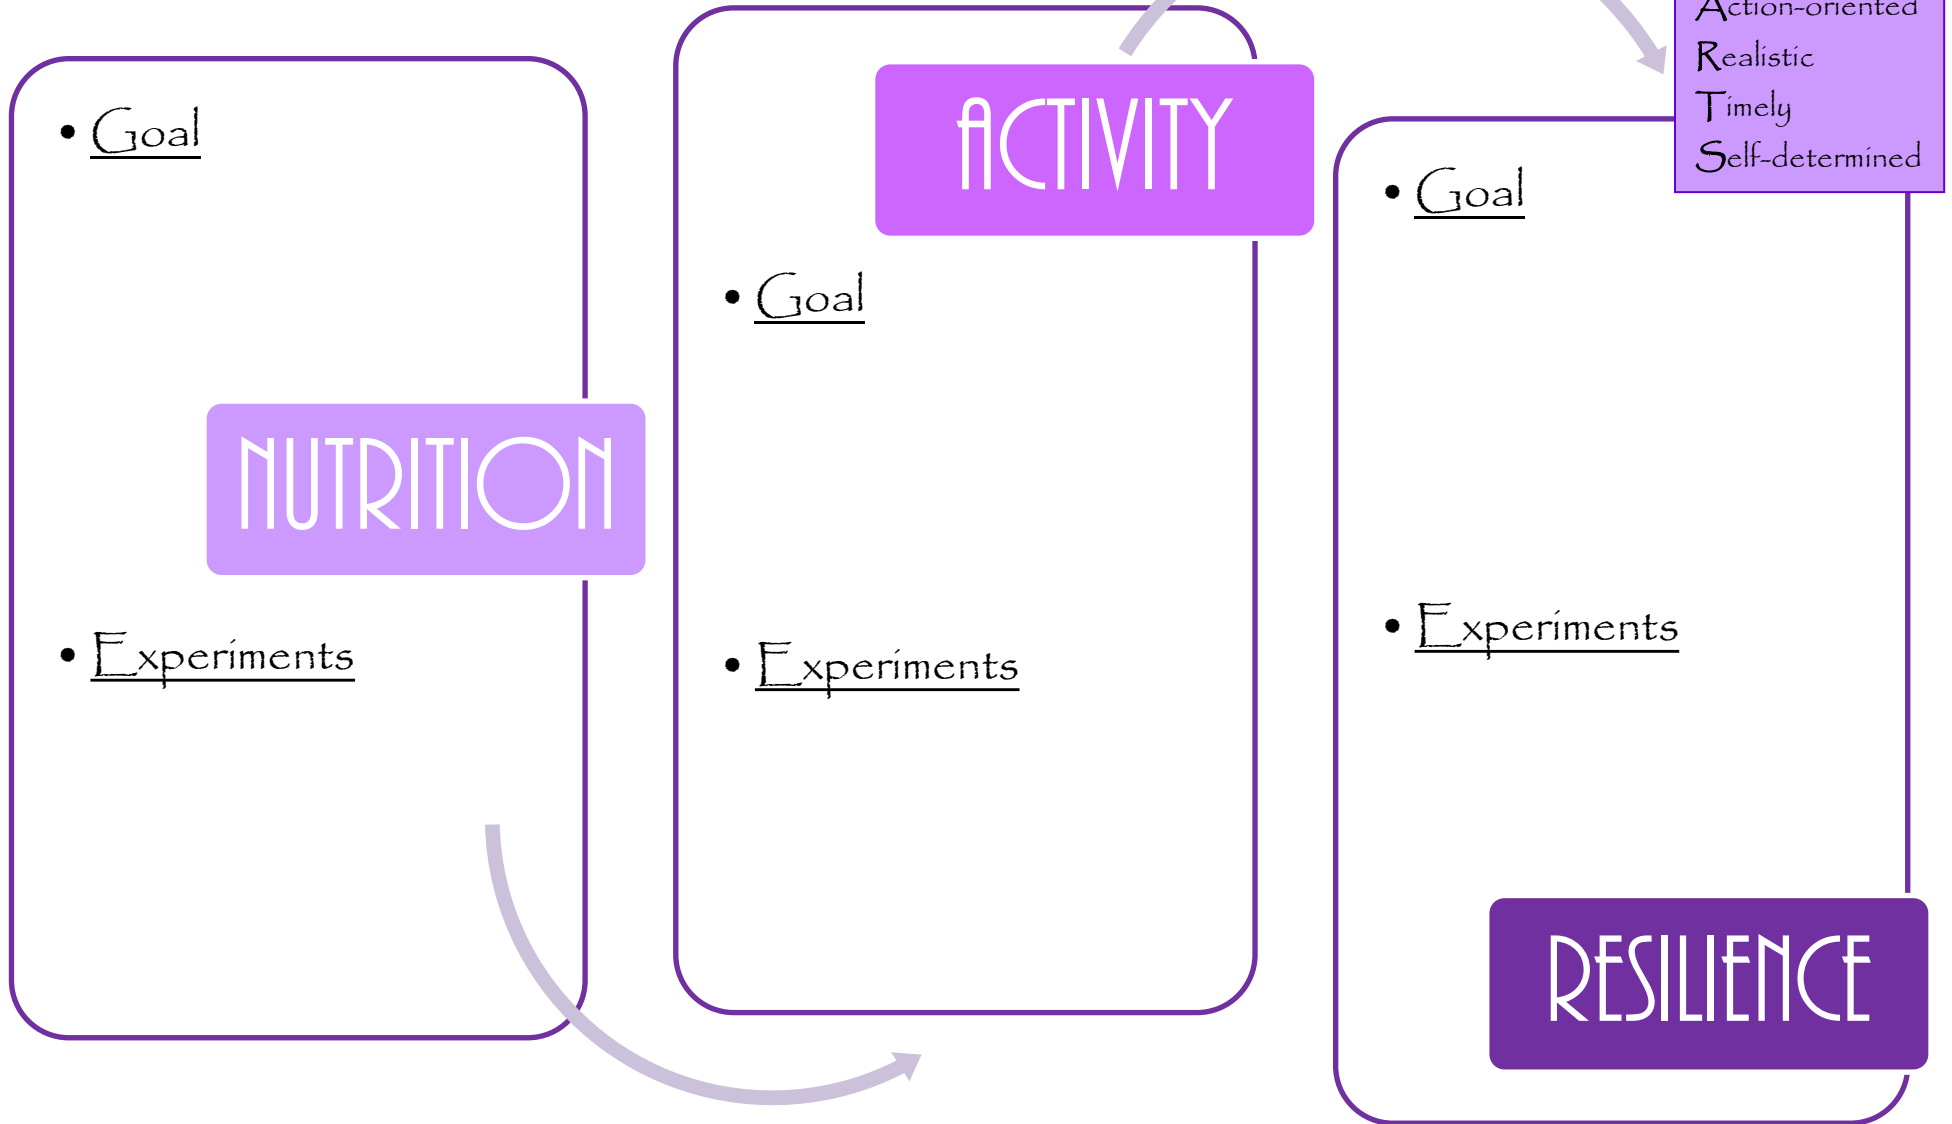 • Goal
NUTRITION
• Experiments
ACTIVITY
• Goal
• Experiments
Action-oriented
Realistic
Timely
Self-determined
• Goal
• Experiments
RESILIENCE